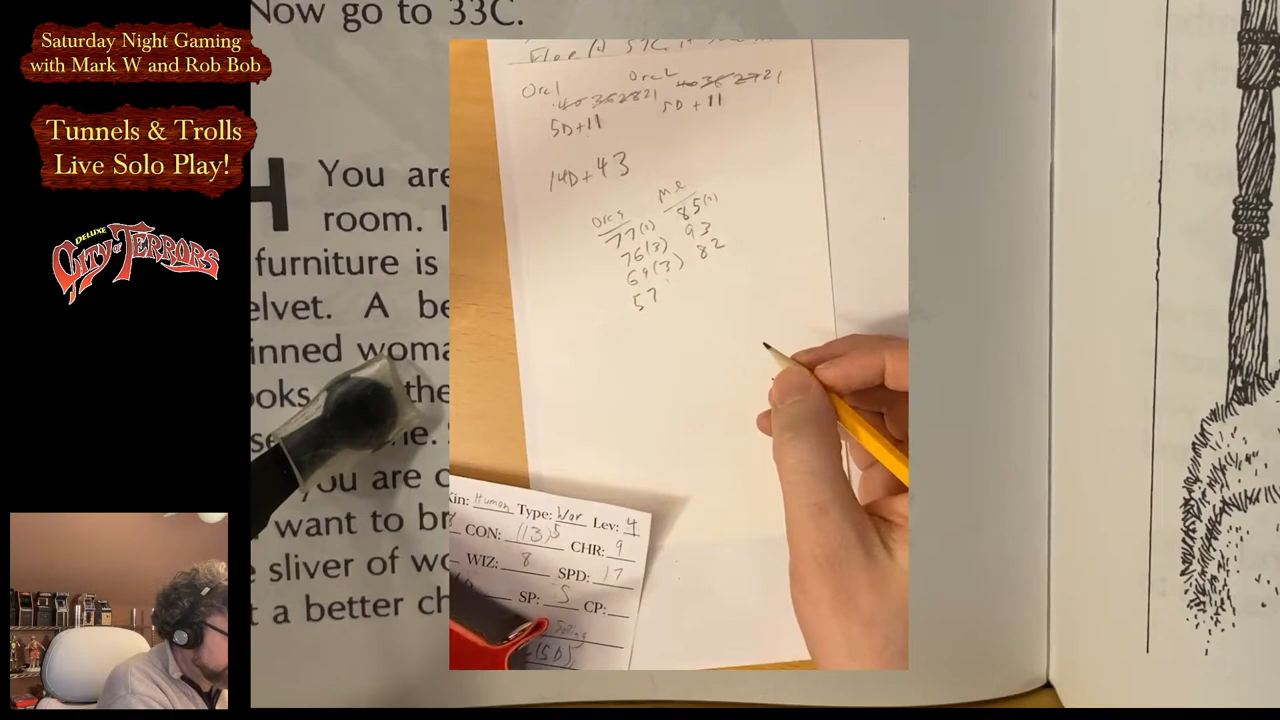 Saturday Night Gaming
with Mark W and Rob Bob
Tunnels & Trolls
Live Solo Play!
DELUXE
CITY OF TERRORS
Now go to 33C.
H You are
room. I
furniture is
elvet. A be
inned woma
ooks the
se ne. S
you are c
want to br
e sliver of wo
t a better ch
Orc1 Orc2
5D+11 5D+11
14D+43
Orcs Me
77(1) 85(1)
76(3) 93
69(3) 82
57
Kin: Human Type: War Lev: 4
CON: CHR: 9
WIZ: 8 SPD: 17
SP: 5 CP:
(5D)